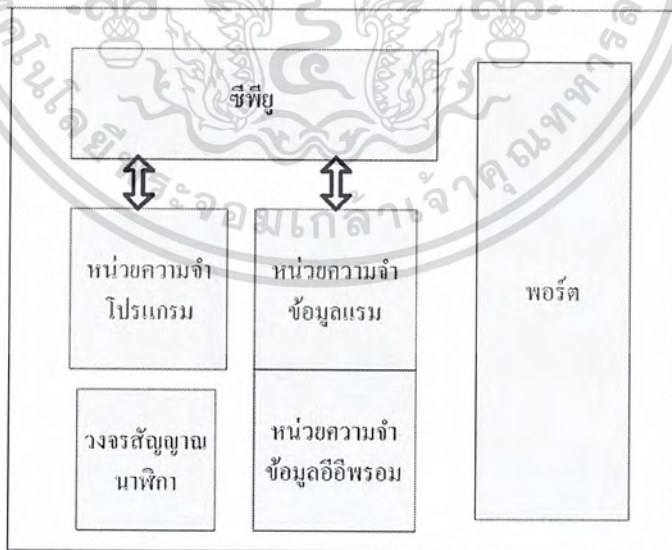 ซีพียู
หน่วยความจำ
โปรแกรม
หน่วยความจำ
ข้อมูลแรม
พอร์ต
วงจรสัญญาณ
นาฬิกา
หน่วยความจำ
ข้อมูลอีอีพรอม